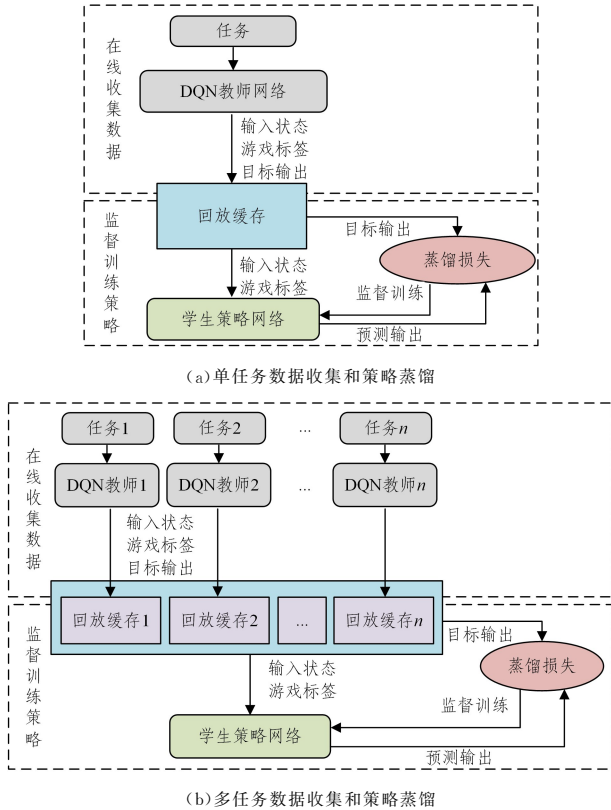 任务
在线收集数据
DQN教师网络
输入状态
游戏标签
目标输出
监督训练策略
回放缓存
目标输出
蒸馏损失
输入状态
游戏标签
监督训练
学生策略网络
预测输出
(a)单任务数据收集和策略蒸馏
任务1
任务2
...
任务n
在线收集数据
DQN教师1
DQN教师2
...
DQN教师n
输入状态
游戏标签
目标输出
回放缓存1
回放缓存2
...
回放缓存n
目标输出
监督训练策略
蒸馏损失
输入状态
游戏标签
监督训练
学生策略网络
预测输出
(b)多任务数据收集和策略蒸馏